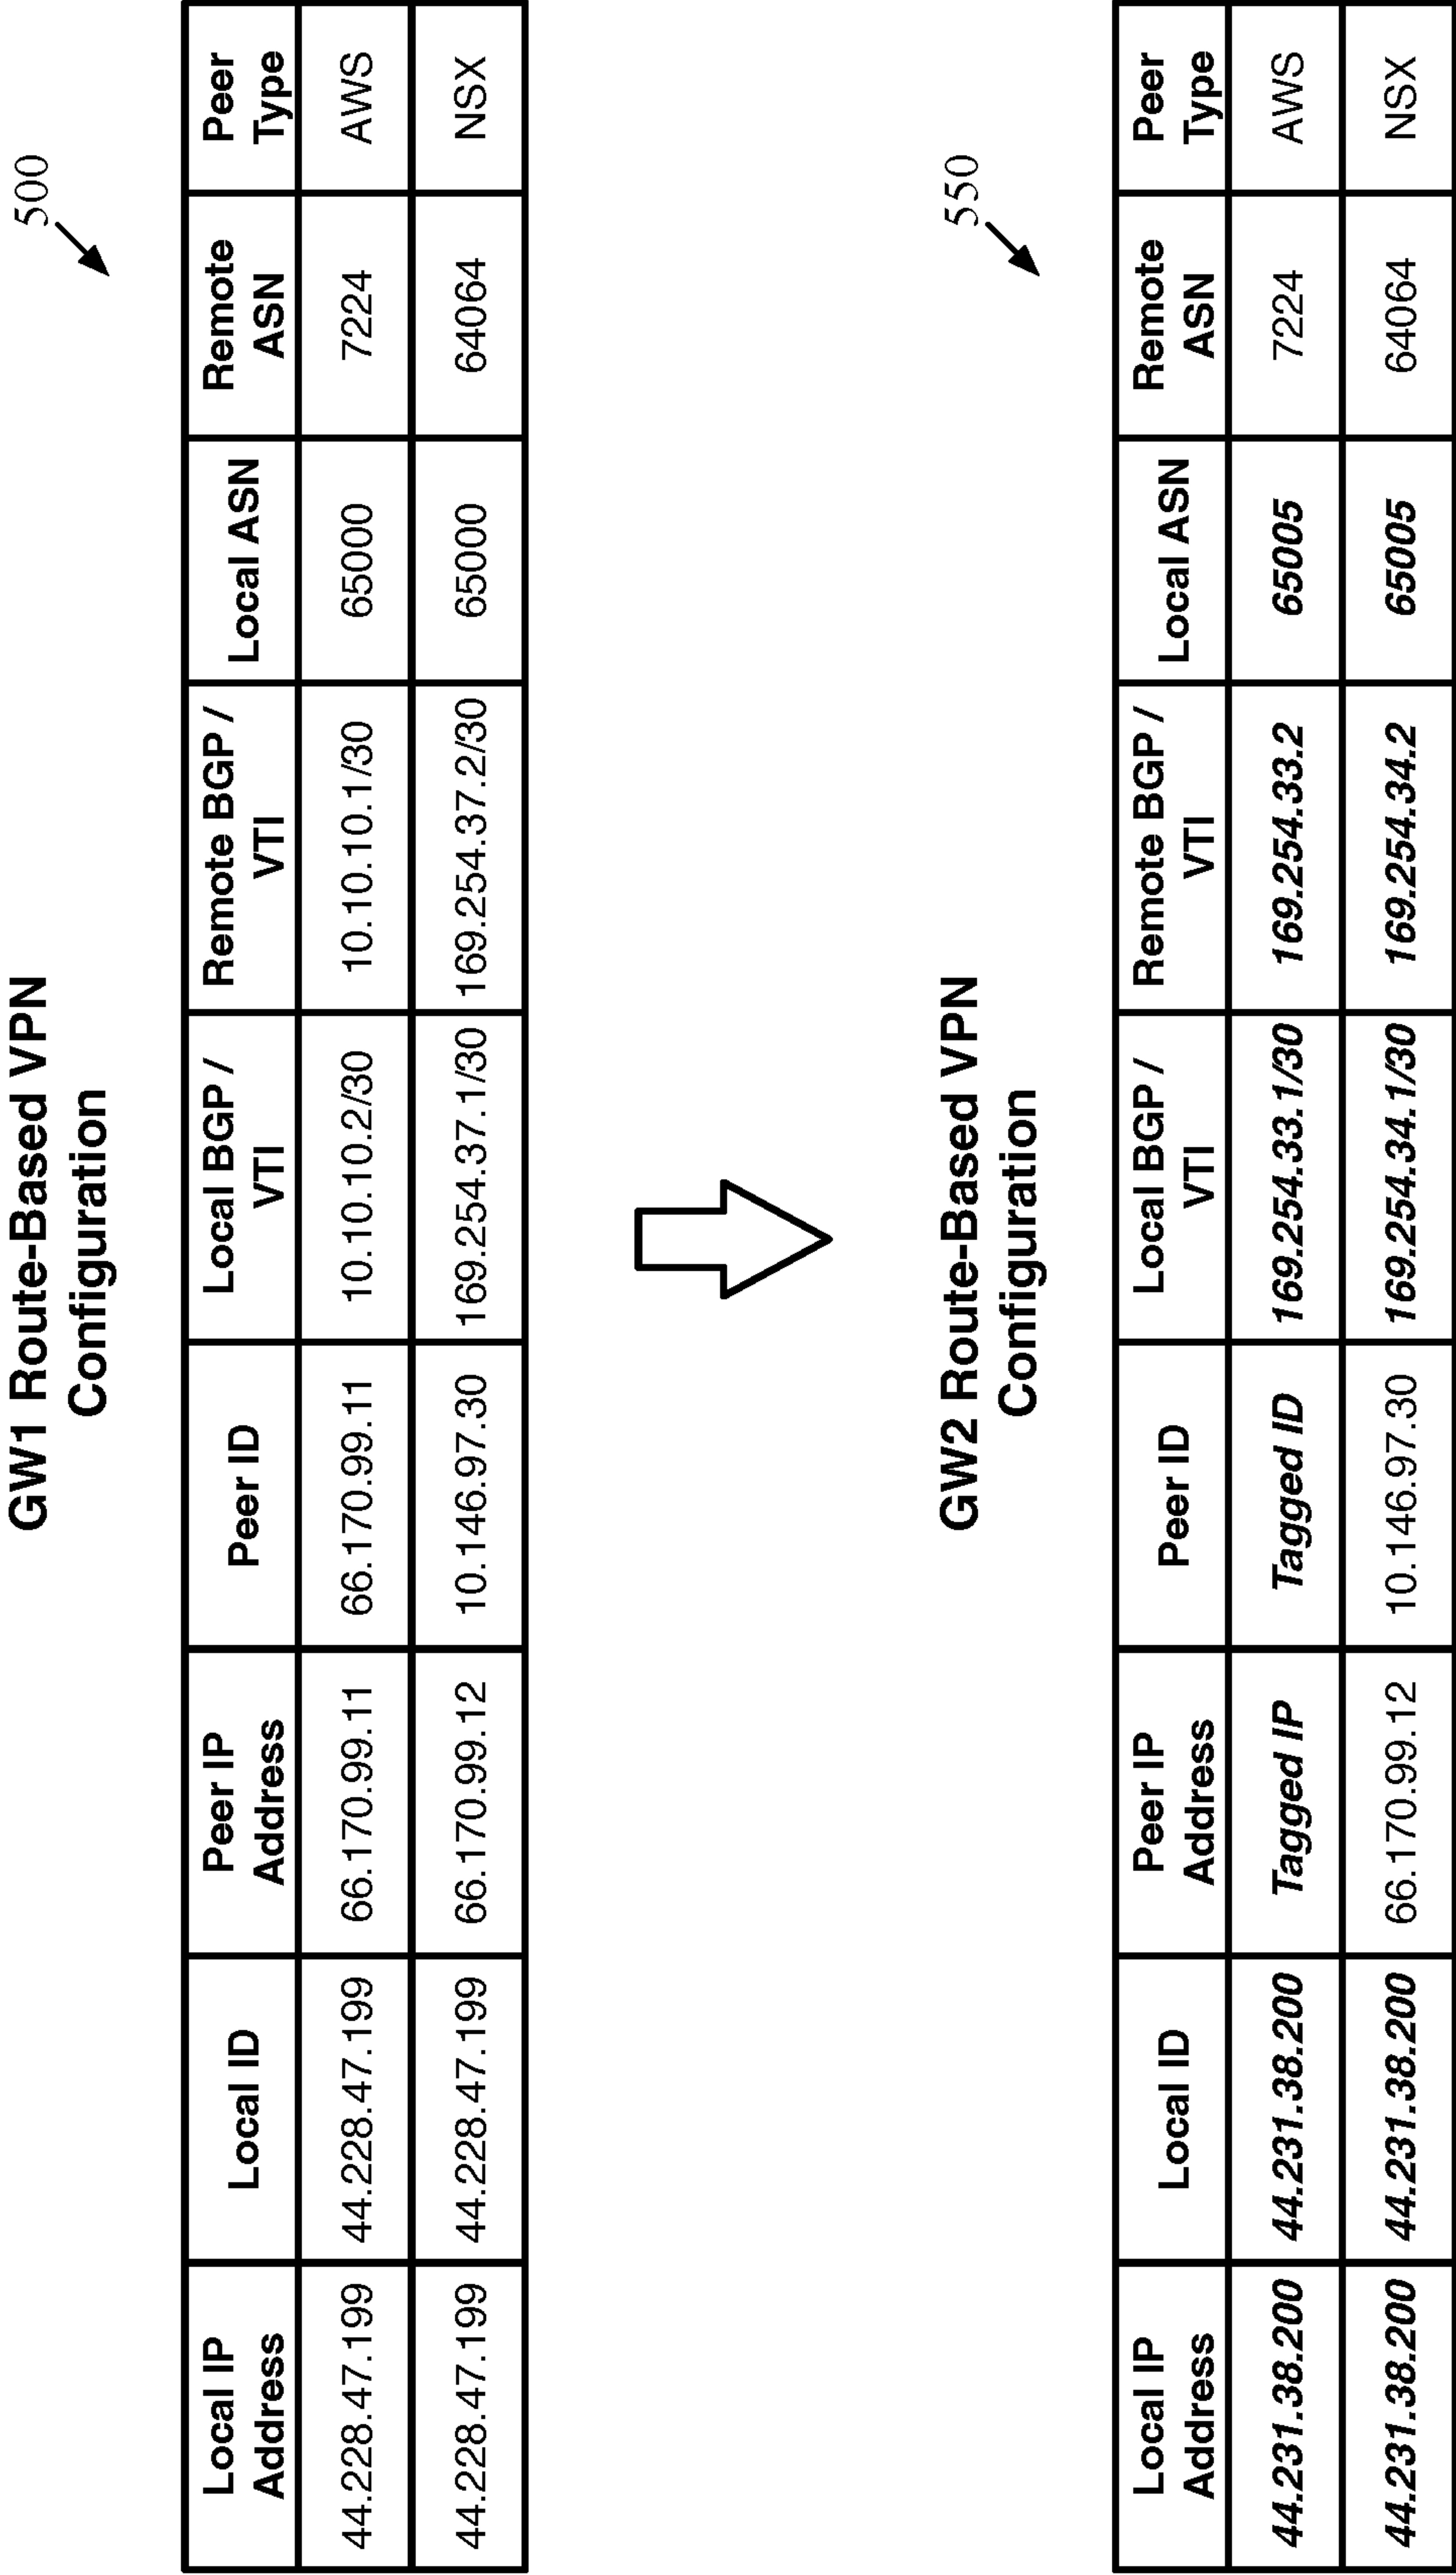 GW1 Route-Based VPN
Configuration
500
Local IP Address Local ID Peer IP Address Peer ID Local BGP / VTI Remote BGP / VTI Local ASN Remote ASN Peer Type
44.228.47.199 44.228.47.199 66.170.99.11 66.170.99.11 10.10.10.2/30 10.10.10.1/30 65000 7224 AWS
44.228.47.199 44.228.47.199 66.170.99.12 10.146.97.30 169.254.37.1/30 169.254.37.2/30 65000 64064 NSX
GW2 Route-Based VPN
Configuration
550
Local IP Address Local ID Peer IP Address Peer ID Local BGP / VTI Remote BGP / VTI Local ASN Remote ASN Peer Type
44.231.38.200 44.231.38.200 Tagged IP Tagged ID 169.254.33.1/30 169.254.33.2 65005 7224 AWS
44.231.38.200 44.231.38.200 66.170.99.12 10.146.97.30 169.254.34.1/30 169.254.34.2 65005 64064 NSX